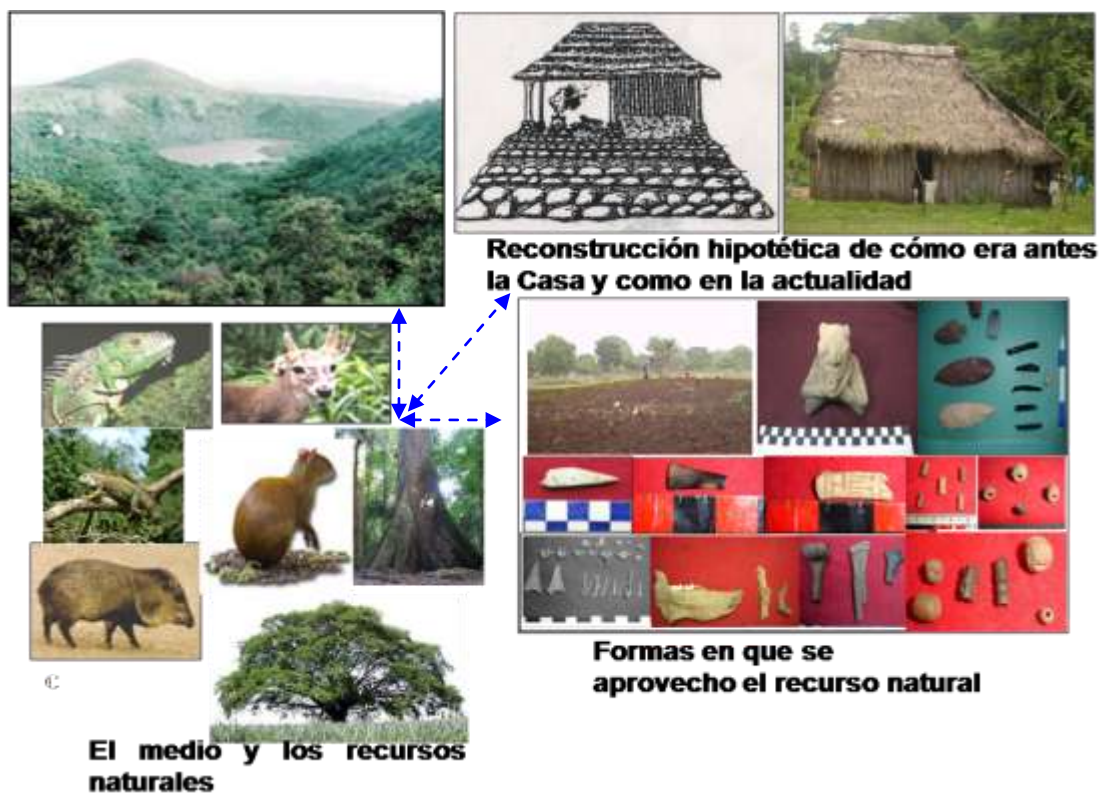 Reconstrucción hipotética de cómo era antes
la Casa y como en la actualidad
Formas en que se
aprovecho el recurso natural
©
El medio y los recursos
naturales